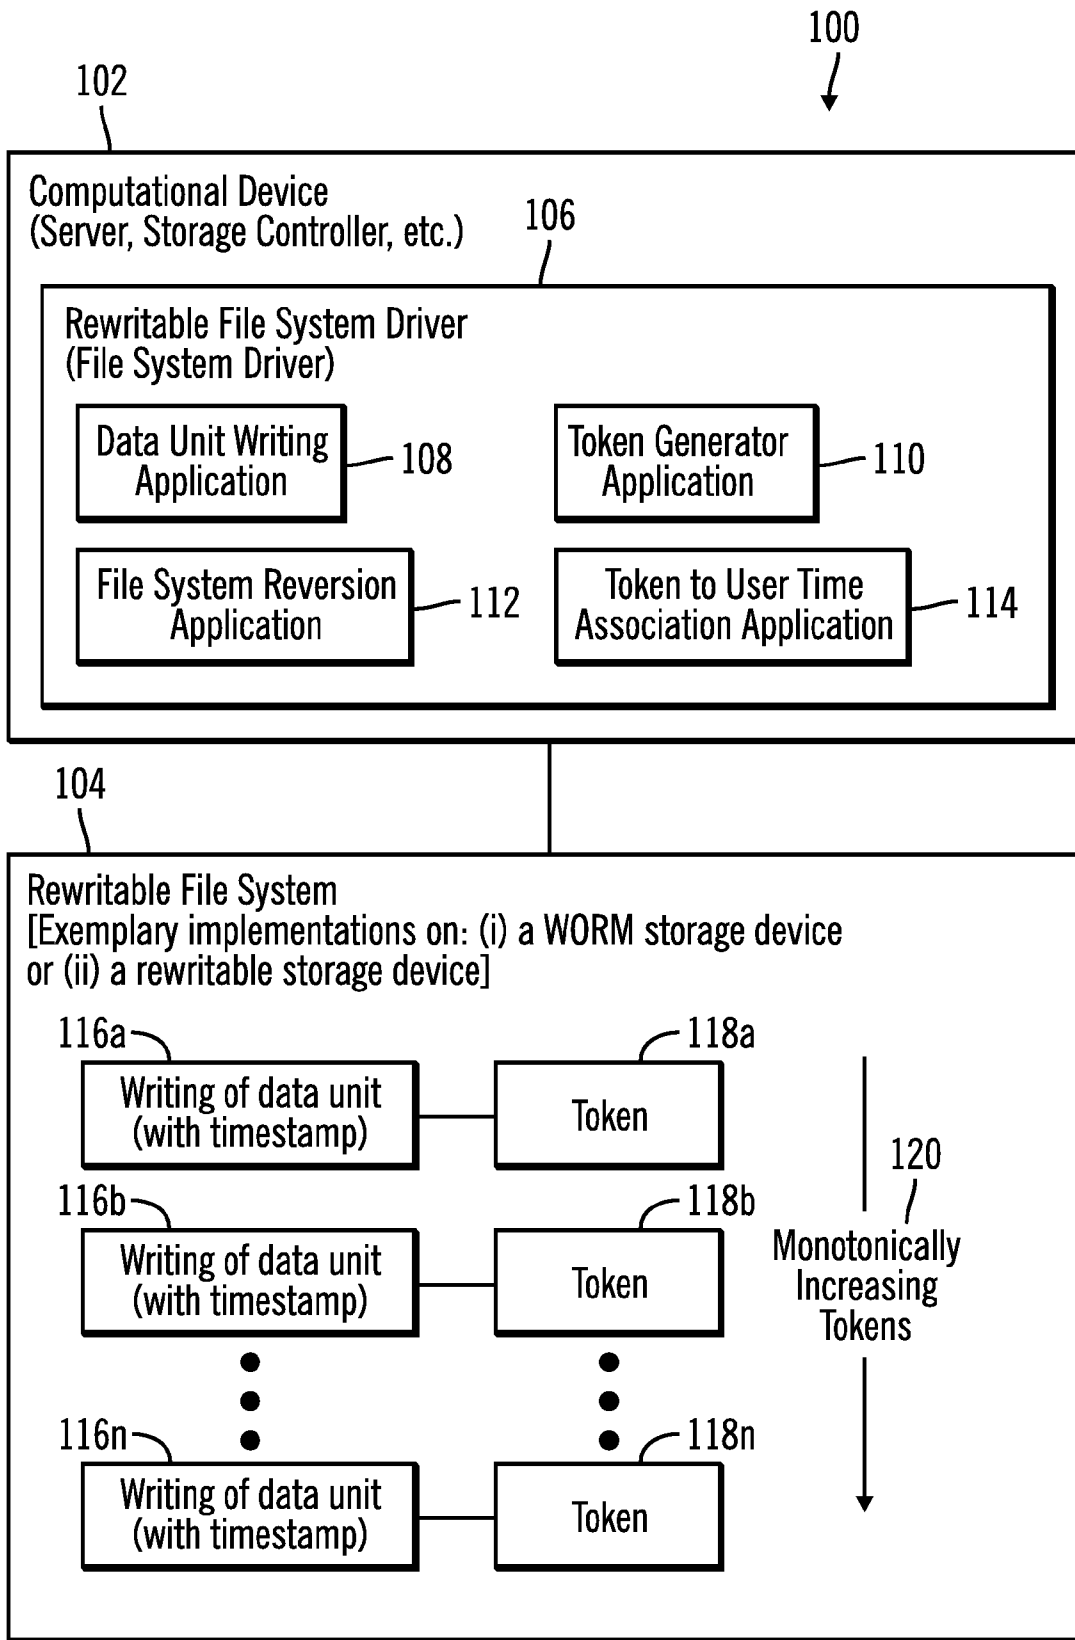 100
102
Computational Device
(Server, Storage Controller, etc.)
106
Rewritable File System Driver
(File System Driver)
Data Unit Writing
Application
108
Token Generator
Application
110
File System Reversion
Application
112
Token to User Time
Association Application
114
104
Rewritable File System
[Exemplary implementations on: (i) a WORM storage device
or (ii) a rewritable storage device]
116a
Writing of data unit
(with timestamp)
118a
Token
116b
Writing of data unit
(with timestamp)
118b
Token
120
Monotonically
Increasing
Tokens
116n
Writing of data unit
(with timestamp)
118n
Token